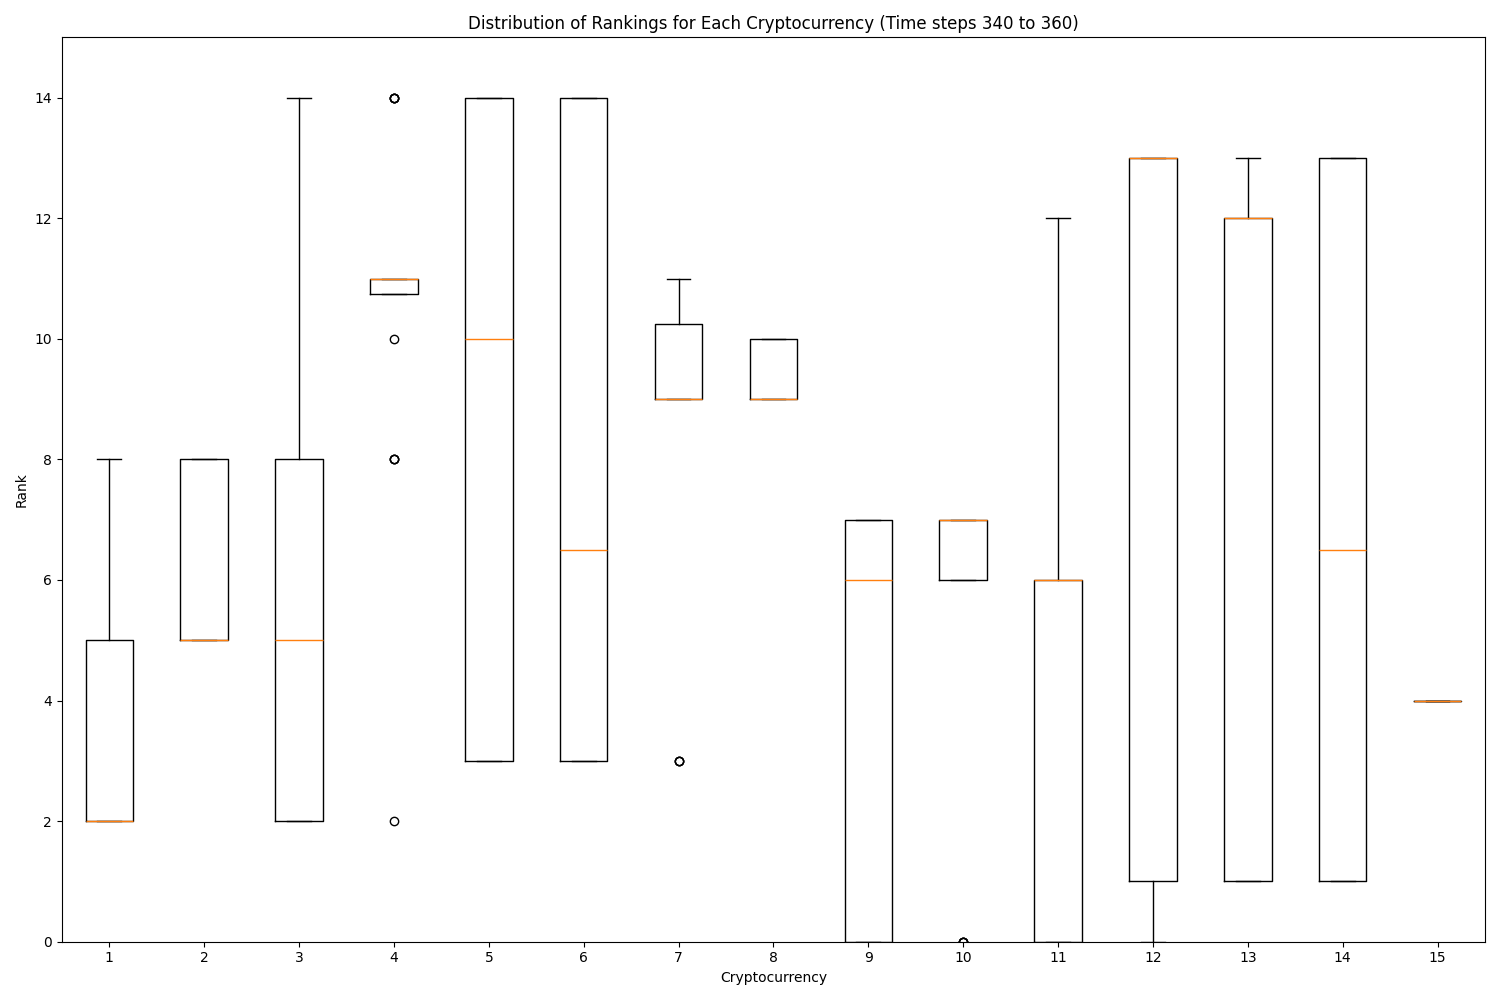 Distribution of Rankings for Each Cryptocurrency (Time steps 340 to 360)
14
12
10
8
6
4
2
0
Rank
1 2 3 4 5 6 7 8 9 10 11 12 13 14 15
Cryptocurrency